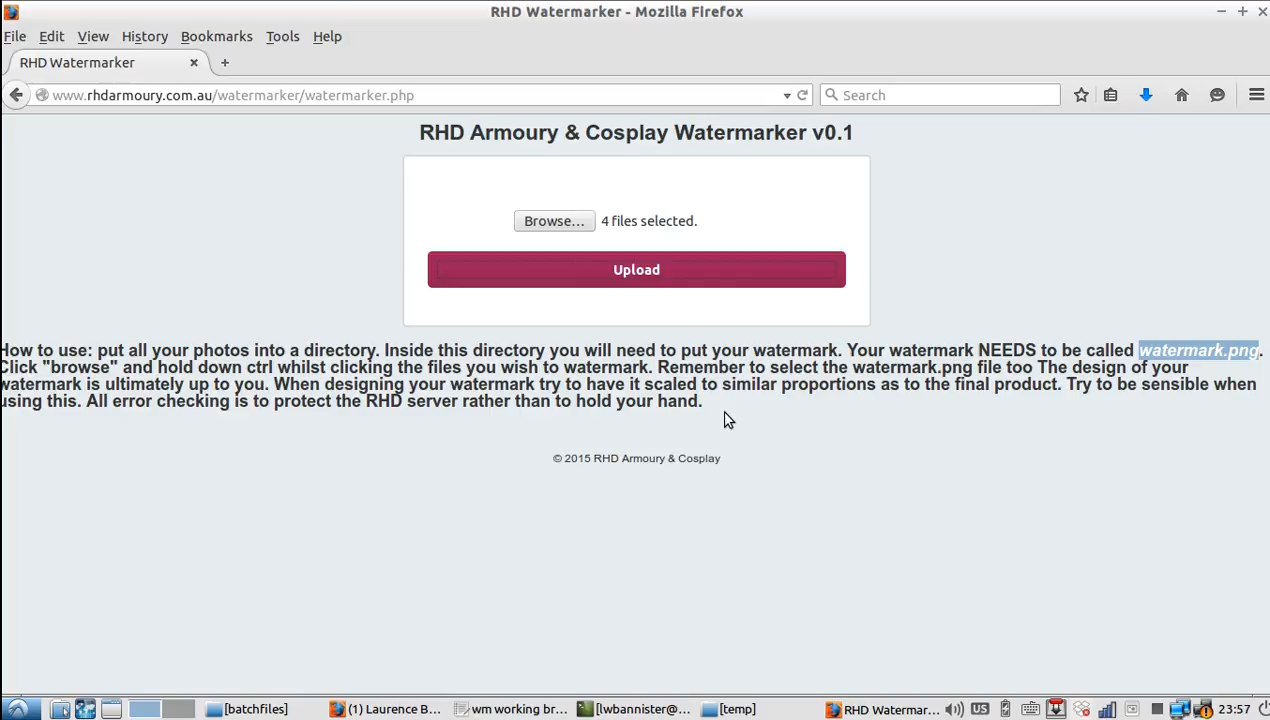 RHD Watermarker - Mozilla Firefox
File Edit View History Bookmarks Tools Help
RHD Watermarker
www.rhdarmoury.com.au/watermarker/watermarker.php Search
RHD Armoury & Cosplay Watermarker v0.1
Browse... 4 files selected.
Upload
How to use: put all your photos into a directory. Inside this directory you will need to put your watermark. Your watermark NEEDS to be called watermark.png.
Click "browse" and hold down ctrl whilst clicking the files you wish to watermark. Remember to select the watermark.png file too The design of your
watermark is ultimately up to you. When designing your watermark try to have it scaled to similar proportions as to the final product. Try to be sensible when
using this. All error checking is to protect the RHD server rather than to hold your hand.
© 2015 RHD Armoury & Cosplay
[batchfiles] (1) Laurence B... wm working br... [lwbannister@... [temp] RHD Watermar... US 23:57